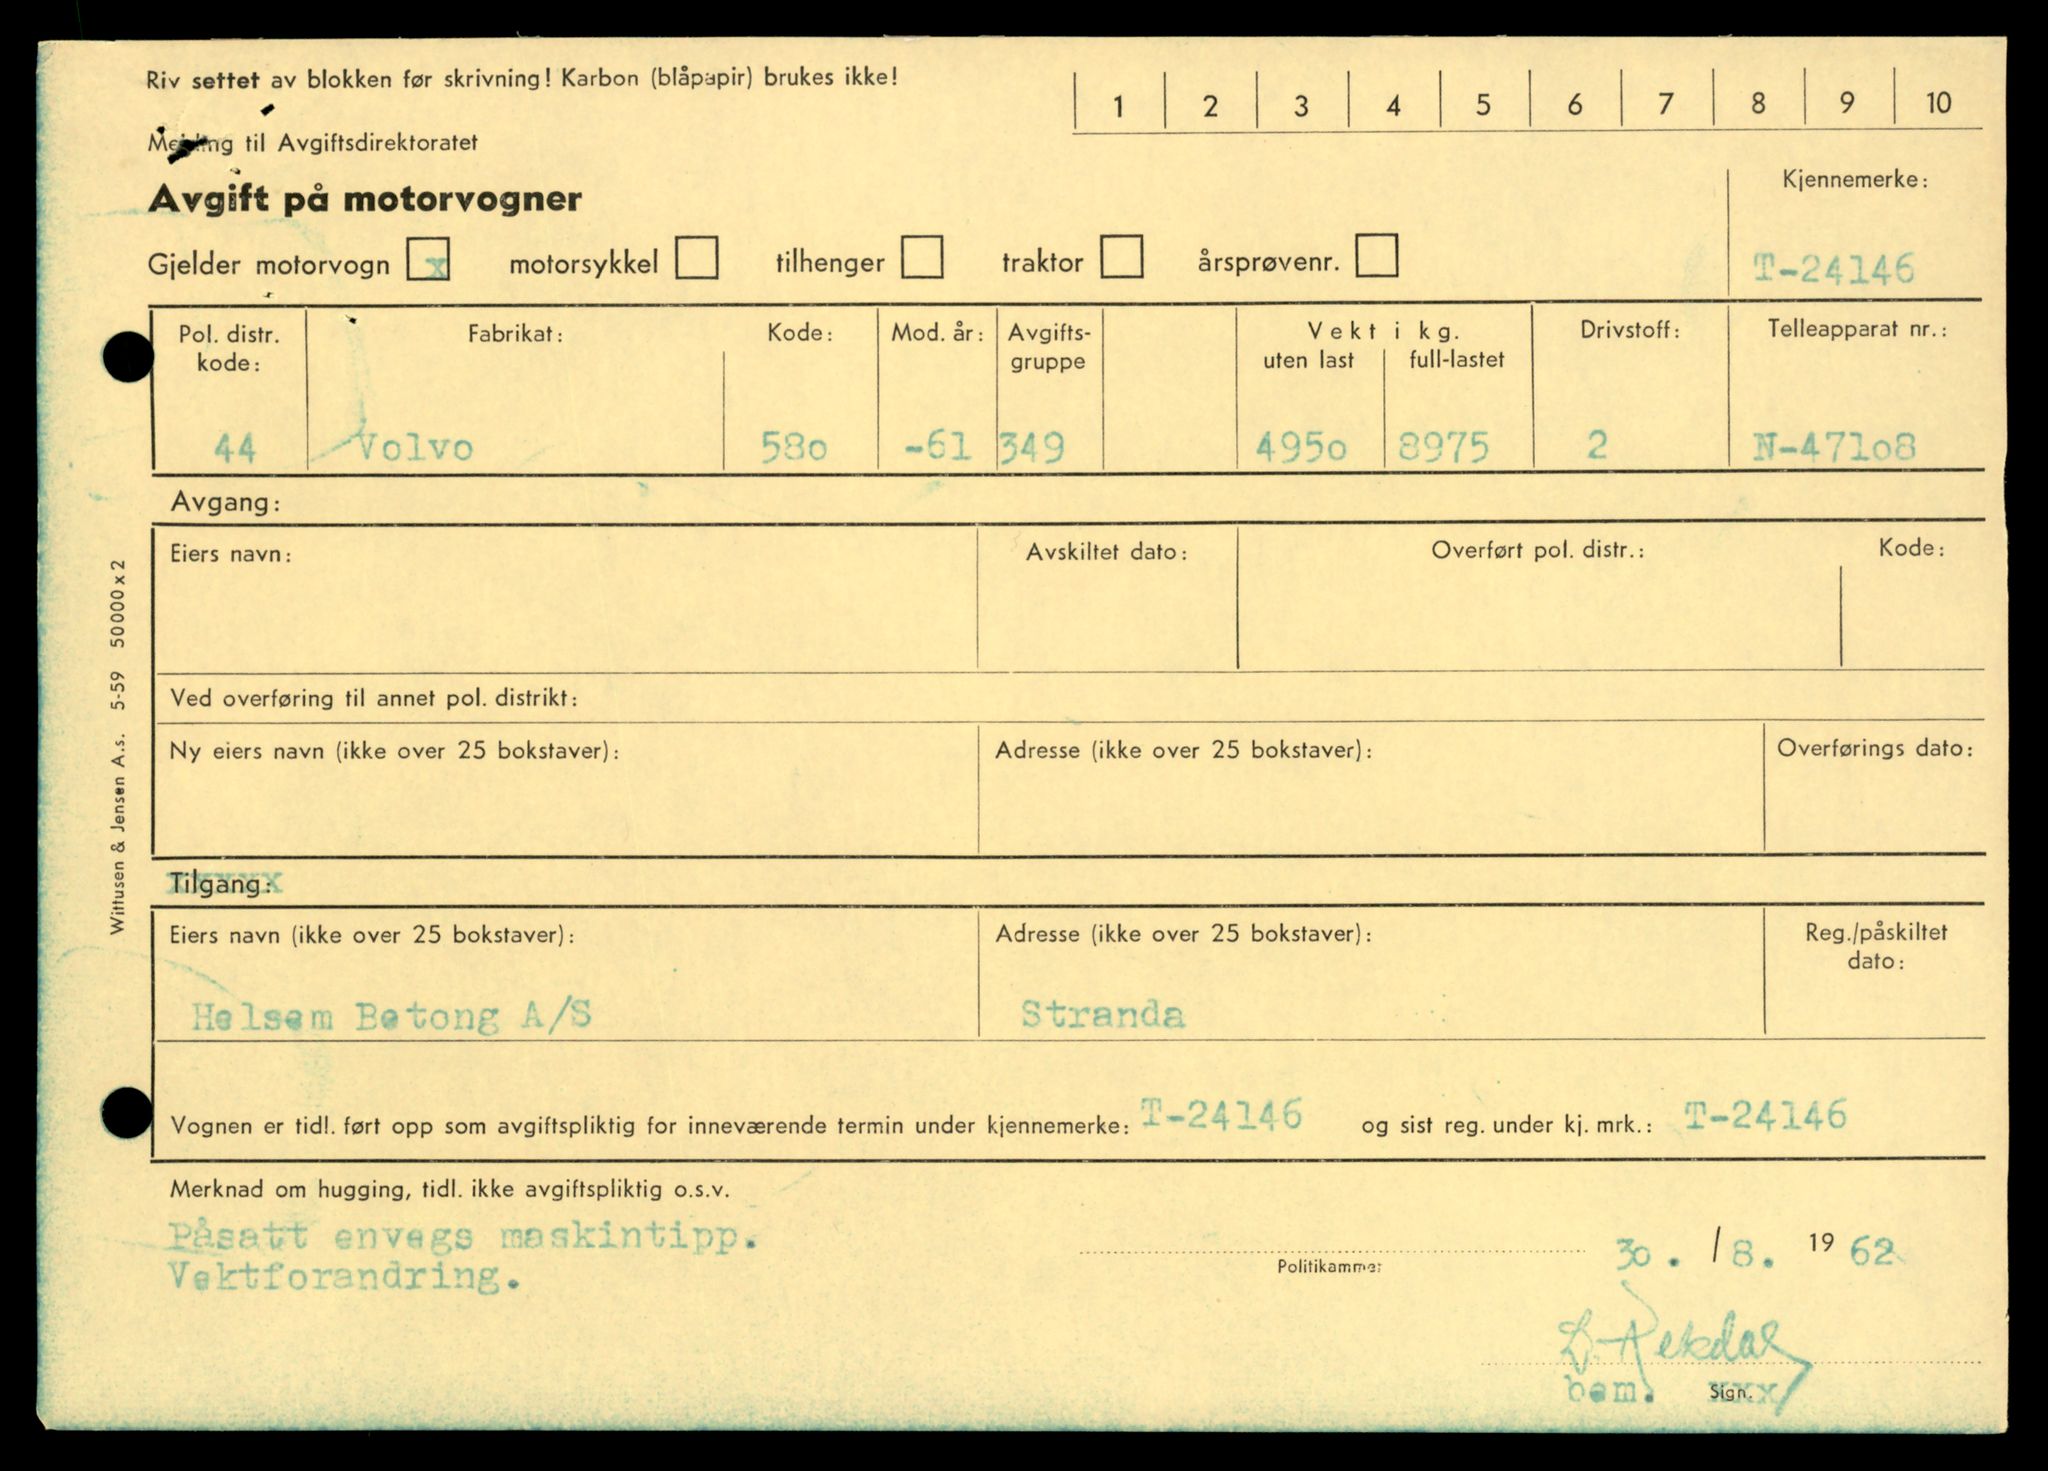 Riv settet av blokken før skrivning! Karbon (blåpapir) brukes ikke!
1 2 3 4 5 6 7 8 9 10
Melding til Avgiftsdirektoratet
Avgift på motorvogner
Kjennemerke:
Gjelder motorvogn x motorsykkel tilhenger traktor årsprøvenr.
T-24146
Pol. distr. kode: Fabrikat: Kode: Mod. år: Avgifts-gruppe Vekt i kg. uten last full-lastet Drivstoff: Telleapparat nr.:
44 Volvo 58o -61 349 495o 8975 2 N-471o8
Avgang:
Eiers navn: Avskiltet dato: Overført pol. distr.: Kode:
Ved overføring til annet pol. distrikt:
Ny eiers navn (ikke over 25 bokstaver): Adresse (ikke over 25 bokstaver): Overførings dato:
Tilgang:
Eiers navn (ikke over 25 bokstaver): Adresse (ikke over 25 bokstaver): Reg./påskiltet dato:
Helsem Betong A/S Stranda
Vognen er tidl. ført opp som avgiftspliktig for inneværende termin under kjennemerke: T-24146 og sist reg. under kj. mrk.: T-24146
Merknad om hugging, tidl. ikke avgiftspliktig o.s.v.
Påsatt envegs maskintipp.
Vektforandring.
Politikammer
3o. / 8. 19 62
D. Rekdal
bem. xxx
Sign.
Wittusen & Jensen A.s. 5-59 50000 x 2